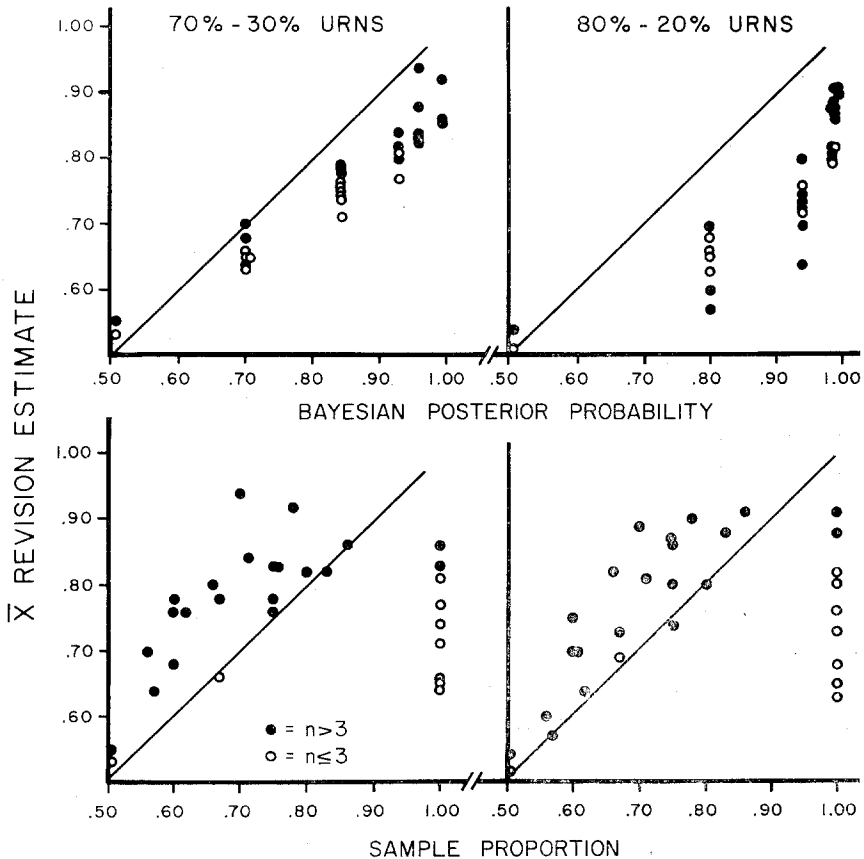 70% - 30% URNS
80% - 20% URNS
1.00
.90
.80
.70
.60
.50 .60 .70 .80 .90 1.00
.50 .60 .70 .80 .90 1.00
BAYESIAN POSTERIOR PROBABILITY
X̄ REVISION ESTIMATE
1.00
.90
.80
.70
.60
● = n>3
○ = n≤3
.50 .60 .70 .80 .90 1.00
.50 .60 .70 .80 .90 1.00
SAMPLE PROPORTION